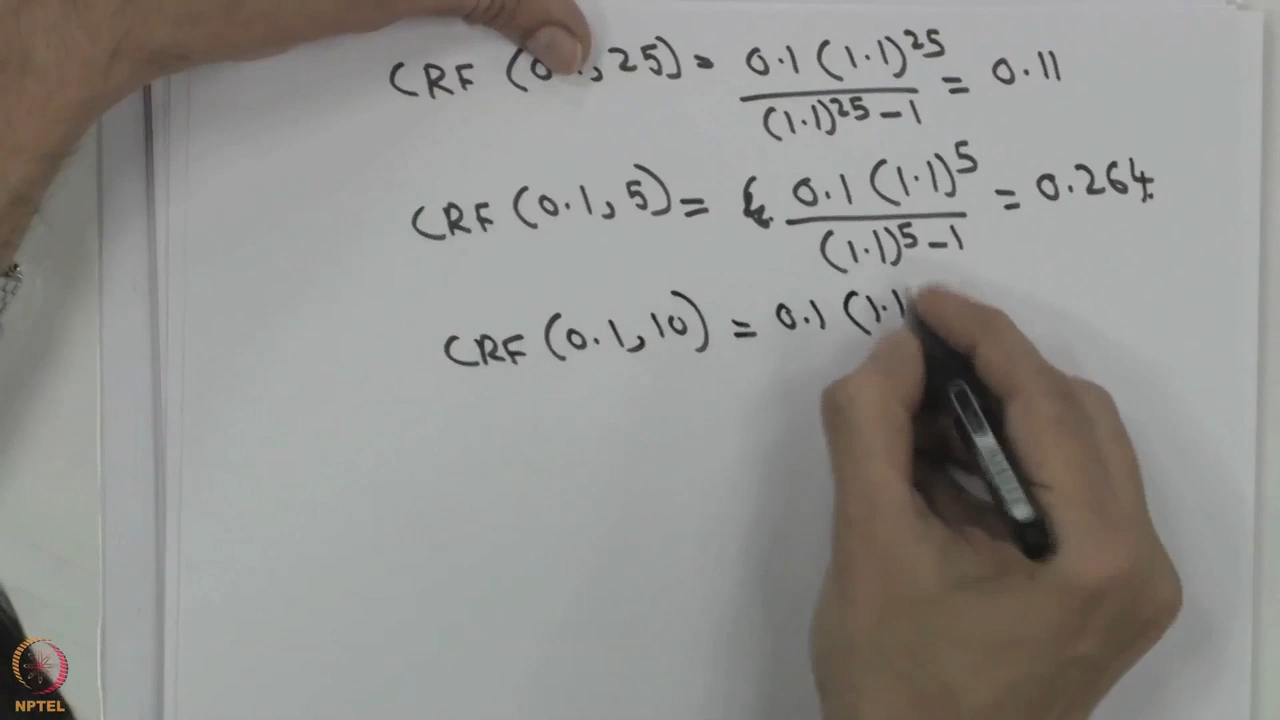 CRF (0.1, 25) = 0.1 (1.1)^25 / (1.1)^25 - 1 = 0.11
CRF (0.1, 5) = 0.1 (1.1)^5 / (1.1)^5 - 1 = 0.264
CRF (0.1, 10) = 0.1 (1.1
NPTEL